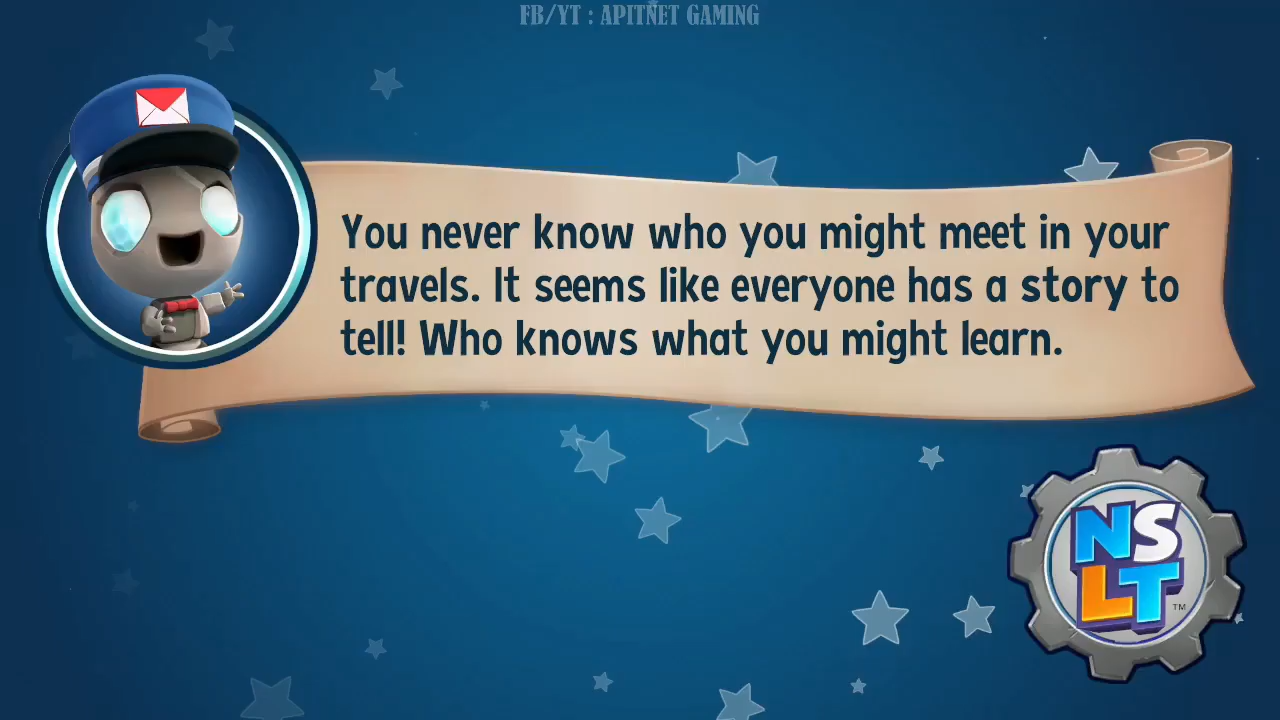 FB/YT : APITNET GAMING
You never know who you might meet in your
travels. It seems like everyone has a story to
tell! Who knows what you might learn.
NS
LT
TM